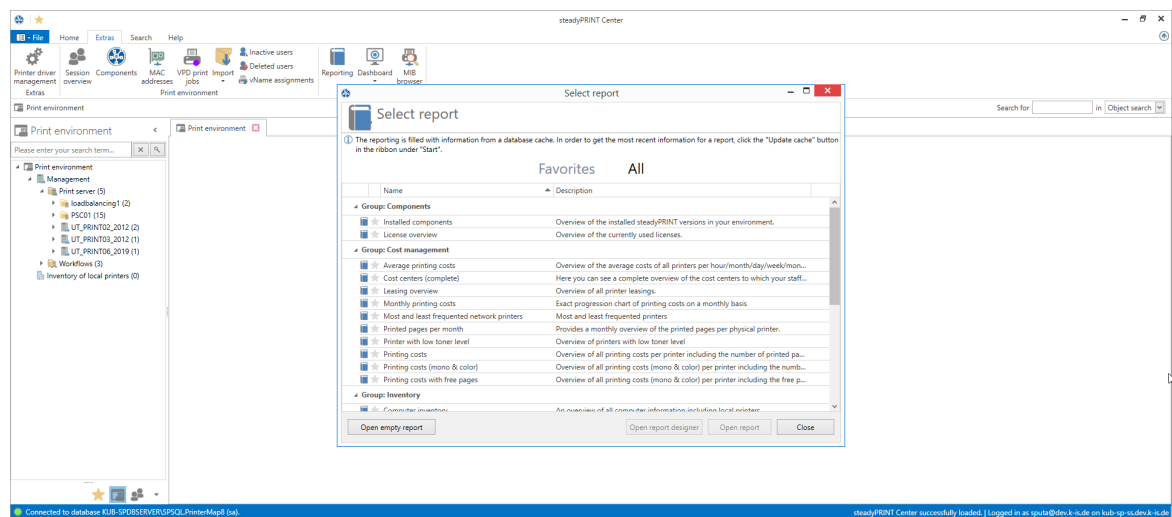 steadyPRINT Center
File Home Extras Search Help
Printer driver management
Session overview
Components
MAC addresses
VPD print jobs
Import
Inactive users
Deleted users
vName assignments
Reporting
Dashboard
MIB browser
Extras
Print environment
Print environment
Search for in Object search
Print environment
Please enter your search term...
Print environment
Management
Print server (5)
loadbalancing1 (2)
PSC01 (15)
UT_PRINT02_2012 (2)
UT_PRINT03_2012 (1)
UT_PRINT06_2019 (1)
Workflows (3)
Inventory of local printers (0)
Print environment
Select report
Select report
The reporting is filled with information from a database cache. In order to get the most recent information for a report, click the "Update cache" button
in the ribbon under "Start".
Favorites All
Name Description
Group: Components
Installed components Overview of the installed steadyPRINT versions in your environment.
License overview Overview of the currently used licenses.
Group: Cost management
Average printing costs Overview of the average costs of all printers per hour/month/day/week/mon...
Cost centers (complete) Here you can see a complete overview of the cost centers to which your staff...
Leasing overview Overview of all printer leasings.
Monthly printing costs Exact progression chart of printing costs on a monthly basis
Most and least frequented network printers Most and least frequented printers
Printed pages per month Provides a monthly overview of the printed pages per physical printer.
Printer with low toner level Overview of printers with low toner level
Printing costs Overview of all printing costs per printer including the number of printed pa...
Printing costs (mono & color) Overview of all printing costs (mono & color) per printer including the numb...
Printing costs with free pages Overview of all printing costs (mono & color) per printer including the free p...
Group: Inventory
Computer inventory An overview of all computer information including local printers
Open empty report Open report designer Open report Close
Connected to database KUB-SPDBSERVER\SPSQL.PrinterMap8 (sa). steadyPRINT Center successfully loaded. | Logged in as sputa@dev.k-is.de on kub-sp-ss.dev.k-is.de